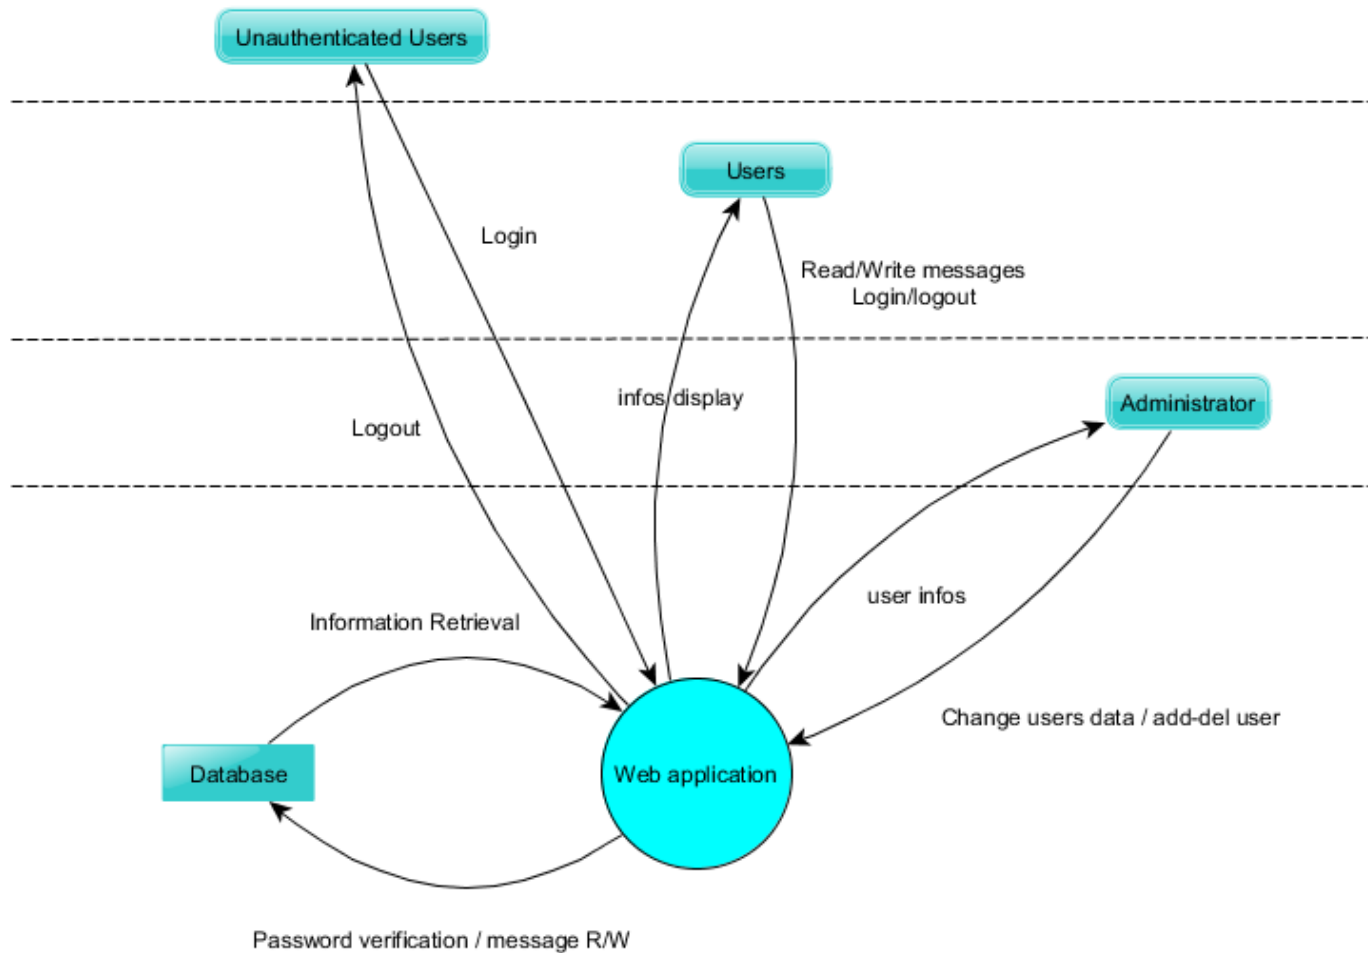 Unauthenticated Users
Users
Login
Read/Write messages
Login/logout
infos display
Administrator
Logout
user infos
Information Retrieval
Change users data / add-del user
Database
Web application
Password verification / message R/W